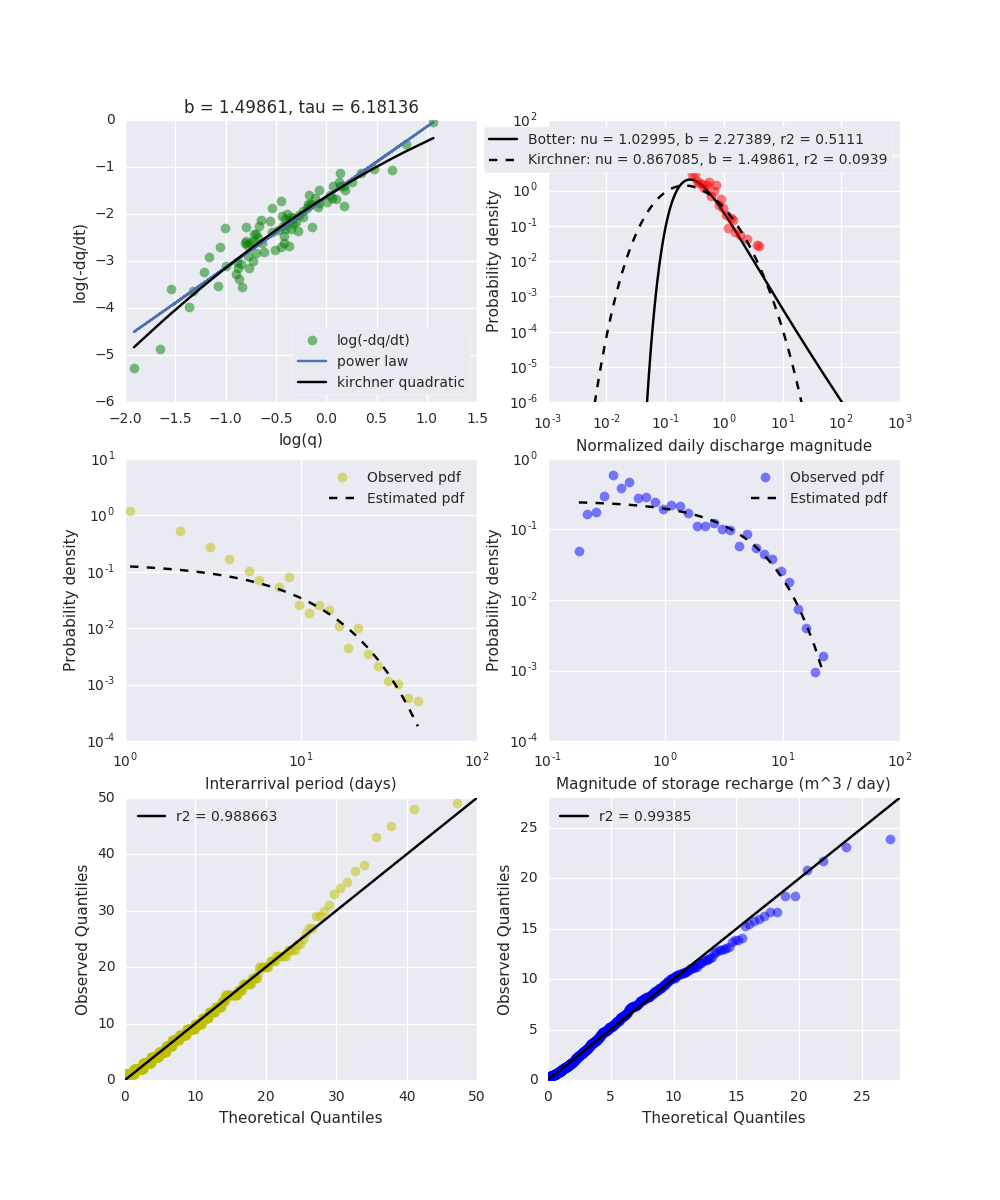 b = 1.49861, tau = 6.18136
0
−1
−2
−3
−4
−5
−6
log(-dq/dt)
log(-dq/dt)
power law
kirchner quadratic
−2.0 −1.5 −1.0 −0.5 0.0 0.5 1.0 1.5
log(q)
10^2
Botter: nu = 1.02995, b = 2.27389, r2 = 0.5111
Kirchner: nu = 0.867085, b = 1.49861, r2 = 0.0939
10^0
10^-1
10^-2
10^-3
10^-4
10^-5
10^-6
Probability density
10^-3 10^-2 10^-1 10^0 10^1 10^2 10^3
Normalized daily discharge magnitude
10^1
10^0
10^-1
10^-2
10^-3
10^-4
Probability density
Observed pdf
Estimated pdf
10^0 10^1 10^2
Interarrival period (days)
10^0
10^-1
10^-2
10^-3
10^-4
Probability density
Observed pdf
Estimated pdf
10^-1 10^0 10^1 10^2
Magnitude of storage recharge (m^3 / day)
50
40
30
20
10
0
Observed Quantiles
r2 = 0.988663
0 10 20 30 40 50
Theoretical Quantiles
25
20
15
10
5
0
Observed Quantiles
r2 = 0.99385
0 5 10 15 20 25
Theoretical Quantiles